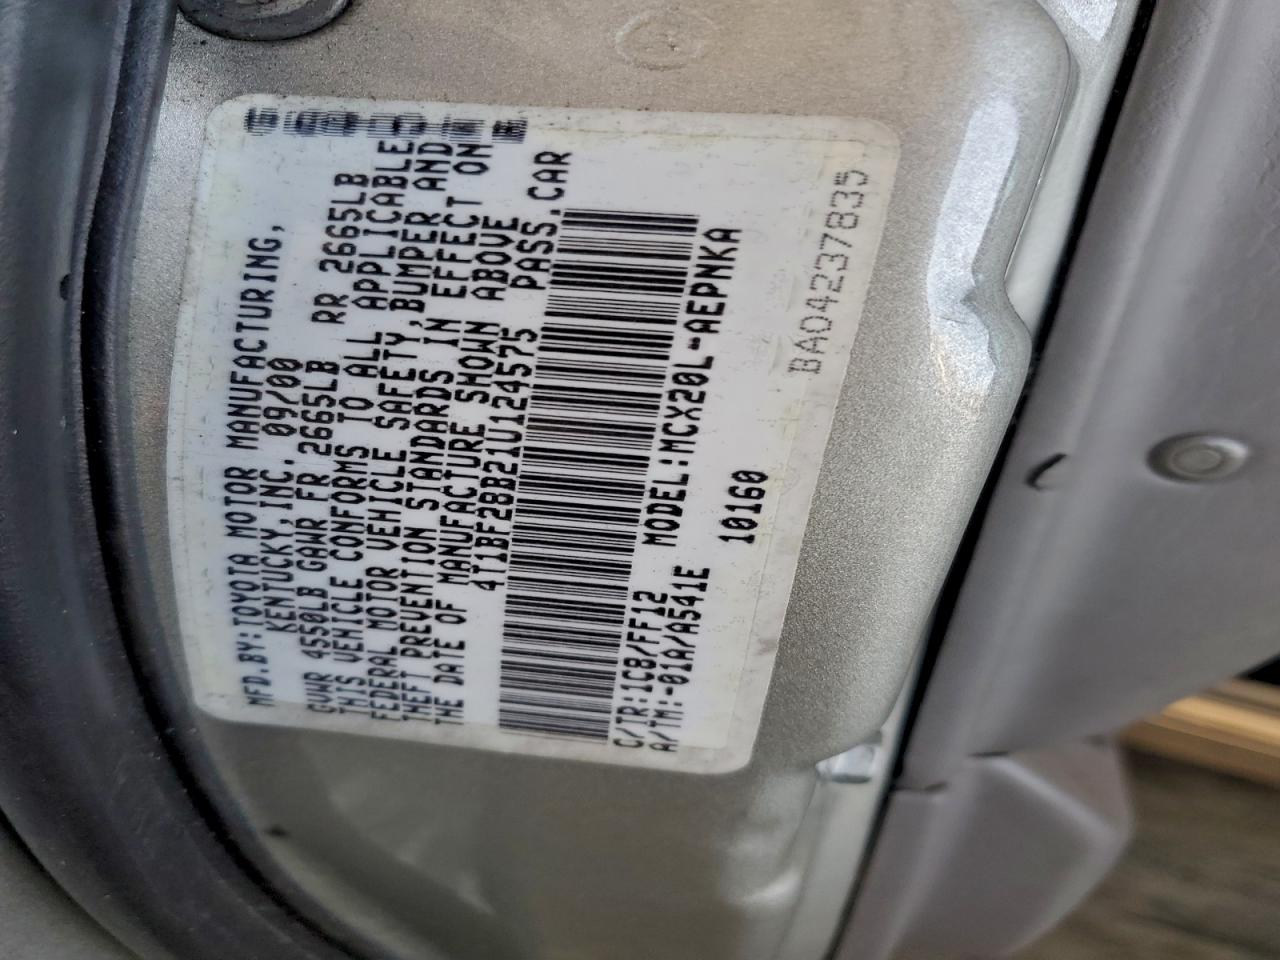 MFD.BY:TOYOTA MOTOR MANUFACTURING,
KENTUCKY,INC. 09/00
GVWR 4550LB GAWR FR 2665LB RR 2665LB
THIS VEHICLE CONFORMS TO ALL APPLICABLE
FEDERAL MOTOR VEHICLE SAFETY,BUMPER AND
THEFT PREVENTION STANDARDS IN EFFECT ON
THE DATE OF MANUFACTURE SHOWN ABOVE
4T1BF28B21U124575 PASS.CAR
C/TR:1C8/FF12 MODEL:MCX20L-AEPNKA
A/TM:-01A/A541E 10160
BA04237835